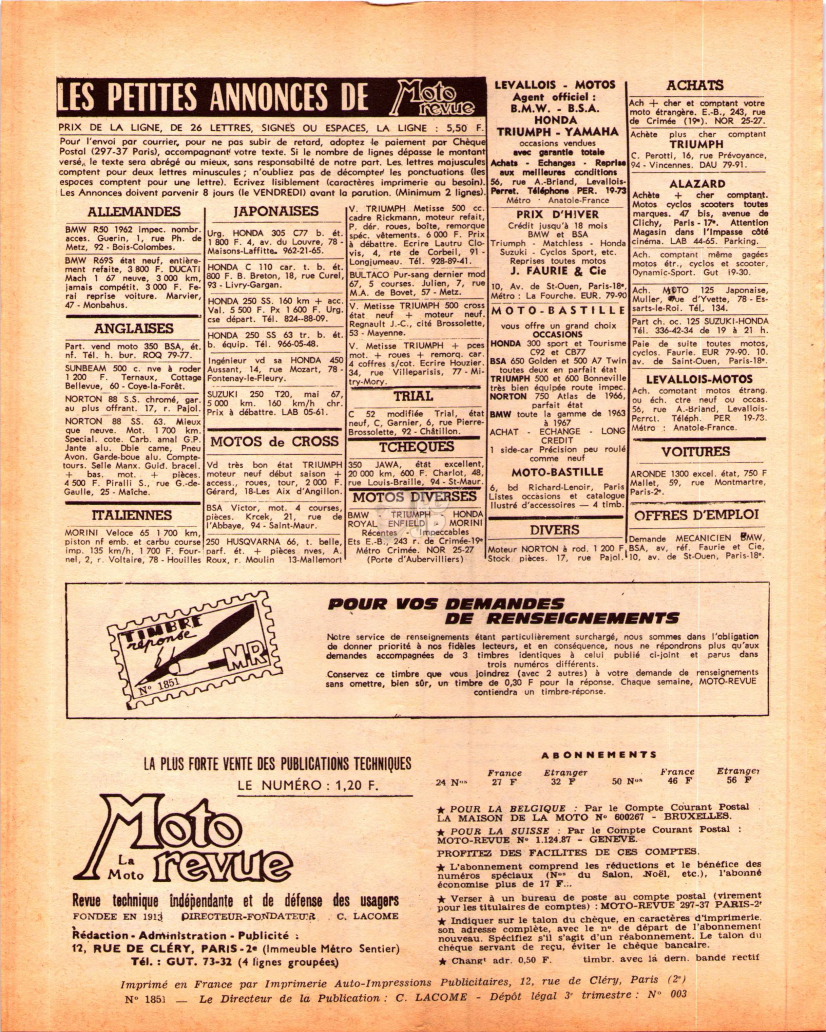 LES PETITES ANNONCES DE Moto revue
PRIX DE LA LIGNE, DE 26 LETTRES, SIGNES OU ESPACES, LA LIGNE : 5,50 F.
Pour l'envoi par courrier, pour ne pas subir de retard, adoptez le paiement par Chèque
Postal (297-37 Paris), accompagnant votre texte. Si le nombre de lignes dépasse le montant
versé, le texte sera abrégé au mieux, sans responsabilté de notre part. Les lettres majuscules
comptent pour deux lettres minuscules ; n'oubliez pas de décompter les ponctuations (les
espaces comptent pour une lettre). Ecrivez lisiblement (caractères imprimerie au besoin).
Les Annonces doivent parvenir 8 jours (le VENDREDI) avant la parution. (Minimum 2 lignes).
ALLEMANDES
BMW R50 1962 impec. nombr.
acces. Guerin, 1, rue Ph. de
Metz, 92 - Bois-Colombes.
BMW R69S état neuf, entière-
ment refaite, 3 800 F. DUCATI
Mach 1 67 neuve, 3 000 km,
jamais compétit. 3 000 F. Fe-
rai reprise voiture. Marvier,
47 - Monbahus.
ANGLAISES
Part. vend moto 350 BSA, ét.
nf. Tél. h. bur. ROQ 79-77.
SUNBEAM 500 c. nve à roder
1 200 F. Ternaux, Cottage
Bellevue, 60 - Coye-la-Forêt.
NORTON 88 S.S. chromé, gar.
au plus offrant. 17, r. Pajol.
NORTON 88 SS. 63. Mieux
que neuve. Mot. 1 700 km.
Special. cote. Carb. amal G.P.
Jante alu. Dble came, Pneu
Avon. Garde-boue alu. Compte-
tours. Selle Manx. Guid. bracel.
+ bas. mot. + pièces.
4 500 F. Piralli S., rue G.-de-
Gaulle, 25 - Maîche.
ITALIENNES
MORINI Veloce 65 1 700 km,
piston nf emb. et carbu course
imp. 135 km/h, 1 700 F. Four-
nel, 2, r. Voltaire, 78 - Houilles
JAPONAISES
Urg. HONDA 305 C77 b. ét.
1 800 F. 4, av. du Louvre, 78 -
Maisons-Laffitte. 962-21-65.
HONDA C 110 car. t. b. ét.
800 F. B. Breton, 18, rue Curel,
93 - Livry-Gargan.
HONDA 250 SS. 160 km + acc.
Val. 5 500 F. Px 1 600 F. Urg.
cse départ. Tél. 824-88-09.
HONDA 250 SS 63 tr. b. ét.
b. équip. Tél. 966-05-48.
Ingénieur vd sa HONDA 450
Aussant, 14, rue Mozart, 78 -
Fontenay-le-Fleury.
SUZUKI 250 T20, mai 67,
5 000 km. 160 km/h chr.
Prix à débattre. LAB 05-61.
MOTOS de CROSS
Vd très bon état TRIUMPH
moteur neuf début saison +
access., roues, tour, 2 000 F.
Gérard, 18-Les Aix d'Angillon.
BSA Victor, mot. 4 courses,
pièces. Krcek, 21, rue de
l'Abbaye, 94 - Saint-Maur.
250 HUSQVARNA 66, t. belle,
parf. ét. + pièces nves, A.
Roux, r. Moulin 13-Mallemort
V. TRIUMPH Metisse 500 cc.
cadre Rickmann, moteur refait,
P. dér. roues, boîte, remorque
spéc. vêtements. 6 000 F. Prix
à débattre. Ecrire Lautru Clo-
vis, 4, rte de Corbeil, 91 -
Longjumeau. Tél. 928-89-41.
BULTACO Pur-sang dernier mod
67, 5 courses. Julien, 7, rue
M.A. de Bovet, 57 - Metz.
V. Metisse TRIUMPH 500 cross
état neuf + moteur neuf.
Regnault J.-C., cité Brossolette,
53 - Mayenne.
V. Metisse TRIUMPH + pces
mot. + roues + remorq. car.
4 coffres s/cot. Ecrire Houzier.
34, rue Villeparisis, 77 - Mi-
try-Mory.
TRIAL
C 52 modifiée Trial, état
neuf, C, Garnier, 6, rue Pierre-
Brossolette, 92 - Châtillon.
TCHEQUES
350 JAWA, état excellent,
20 000 km, 600 F. Charlot, 48,
rue Louis-Braille, 94 - St-Maur.
MOTOS DIVERSES
BMW - TRIUMPH - HONDA
ROYAL ENFIELD - MORINI
Récentes - Impeccables
Ets E.-B., 243 r. de Crimée-19e
Métro Crimée. NOR 25-27
(Porte d'Aubervilliers)
LEVALLOIS - MOTOS
Agent officiel :
B.M.W. - B.S.A.
HONDA
TRIUMPH - YAMAHA
occasions vendues
avec garantie totale
Achats - Echanges - Reprise
aux meilleures conditions
56, rue A.-Briand, Levallois-
Perret. Téléphone PER. 19-73
Métro Anatole-France
PRIX D'HIVER
Crédit jusqu'à 18 mois
BMW et BSA
Triumph - Matchless - Honda
Suzuki - Cyclos Sport, etc.
Reprises toutes motos
J. FAURIE & Cie
10, Av. de St-Ouen, Paris-18e.
Métro : La Fourche. EUR. 79-90
MOTO-BASTILLE
vous offre un grand choix
OCCASIONS
HONDA 300 sport et Tourisme
C92 et CB77
BSA 650 Golden et 500 A7 Twin
toutes deux en parfait état
TRIUMPH 500 et 600 Bonneville
très bien équipée route impec.
NORTON 750 Atlas de 1966,
parfait état
BMW toute la gamme de 1963
à 1967
ACHAT - ECHANGE - LONG
CREDIT
1 side-car Précision peu roulé
comme neuf
MOTO-BASTILLE
6, bd Richard-Lenoir, Paris
Listes occasions et catalogue
Illustré d'accessoires — 4 timb.
DIVERS
Moteur NORTON à rod. 1 200 F
Stock pièces. 17, rue Pajol.
ACHATS
Ach + cher et comptant votre
moto étrangère. E.-B., 243, rue
de Crimée (19e). NOR 25-27.
Achète plus cher comptant
TRIUMPH
C. Perotti, 16, rue Prévoyance,
94 - Vincennes. DAU 79-91.
ALAZARD
Achète + cher comptant.
Motos cyclos scooters toutes
marques. 47 bis, avenue de
Clichy, Paris - 17e. Attention
Magasin dans l'Impasse côté
cinéma. LAB 44-65. Parking.
Ach. comptant même gagées
motos étr., cyclos et scooter,
Dynamic-Sport. Gut 19-30.
Ach. MOTO 125 Japonaise,
Muller, Rue d'Yvette, 78 - Es-
sarts-le-Roi. Tél. 134.
Part ch. oc. 125 SUZUKI-HONDA
Tél. 336-42-34 de 19 à 21 h.
Paie de suite toutes motos,
cyclos. Faurie. EUR 79-90. 10.
av. de Saint-Ouen, Paris-18e.
LEVALLOIS-MOTOS
Ach. comotant motos étrang.
ou éch. ctre neuf ou occas.
56, rue A.-Briand, Levallois-
Perret. Téléph. PER 19-73.
Métro : Anatole-France.
VOITURES
ARONDE 1300 excel. état, 750 F
Mallet, 59, rue Montmartre,
Paris-2e.
OFFRES D'EMPLOI
Demande MECANICIEN BMW,
BSA, av. réf. Faurie et Cie,
10, av. de St-Ouen, Paris-18e.
TIMBRE
réponse
MR
N° 1851
POUR VOS DEMANDES
DE RENSEIGNEMENTS
Notre service de renseignements étant particulièrement surchargé, nous sommes dans l'obligation
de donner priorité à nos fidèles lecteurs, et en conséquence, nous ne répondrons plus qu'aux
demandes accompagnées de 3 timbres identiques à celui publié ci-joint et parus dans
trois numéros différents.
Conservez ce timbre que vous joindrez (avec 2 autres) à votre demande de renseignements
sans omettre, bien sûr, un timbre de 0,30 F pour la réponse. Chaque semaine, MOTO-REVUE
contiendra un timbre-réponse.
LA PLUS FORTE VENTE DES PUBLICATIONS TECHNIQUES
LE NUMÉRO : 1,20 F.
Moto revue
La
Moto
Revue technique indépendante et de défense des usagers
FONDEE EN 1913 DIRECTEUR-FONDATEUR C. LACOME
Rédaction - Administration - Publicité :
12, RUE DE CLÉRY, PARIS-2e (Immeuble Métro Sentier)
Tél. : GUT. 73-32 (4 lignes groupées)
ABONNEMENTS
France Etranger France Etranger
24 Nos 27 F 32 F 50 Nos 46 F 56 F
★ POUR LA BELGIQUE : Par le Compte Courant Postal :
LA MAISON DE LA MOTO N° 600267 - BRUXELLES.
★ POUR LA SUISSE : Par le Compte Courant Postal :
MOTO-REVUE N° 1.124.87 - GENEVE.
PROFITEZ DES FACILITES DE CES COMPTES.
★ L'abonnement comprend les réductions et le bénéfice des
numéros spéciaux (Nos du Salon, Noël, etc.), l'abonné
économise plus de 17 F...
★ Verser à un bureau de poste au compte postal (virement
pour les titulaires de comptes) : MOTO-REVUE 297-37 PARIS-2e
★ Indiquer sur le talon du chèque, en caractères d'imprimerie.
son adresse complète, avec le n° de départ de l'abonnement
nouveau. Spécifiez s'il s'agit d'un réabonnement. Le talon du
chèque servant de reçu, éviter le chèque bancaire.
★ Changt adr. 0,50 F. timbr. avec la dern. bande rectif
Imprimé en France par Imprimerie Auto-Impressions Publicitaires, 12, rue de Cléry, Paris (2e)
N° 1851 — Le Directeur de la Publication : C. LACOME - Dépôt légal 3e trimestre : N° 003